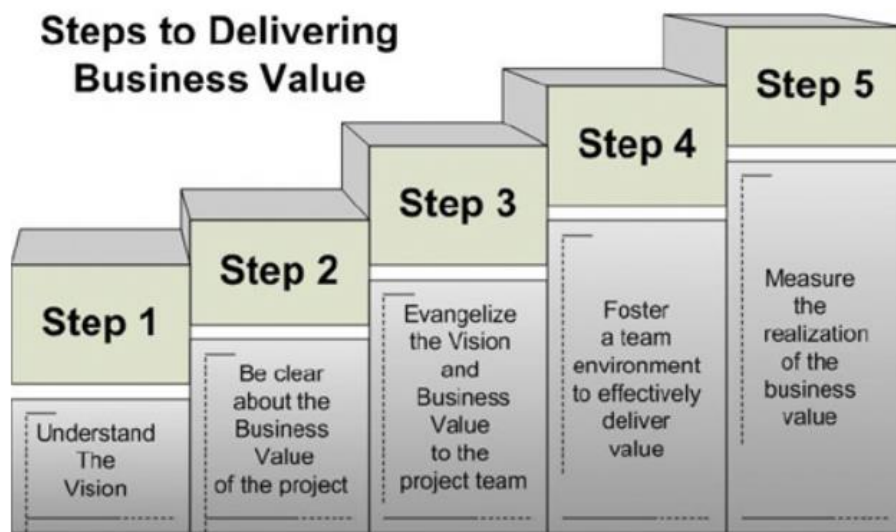 Steps to Delivering
Business Value
Step 1
Understand
The
Vision
Step 2
Be clear
about the
Business
Value
of the project
Step 3
Evangelize
the Vision
and
Business
Value
to the
project team
Step 4
Foster
a team
environment
to effectively
deliver
value
Step 5
Measure
the
realization
of the
business
value